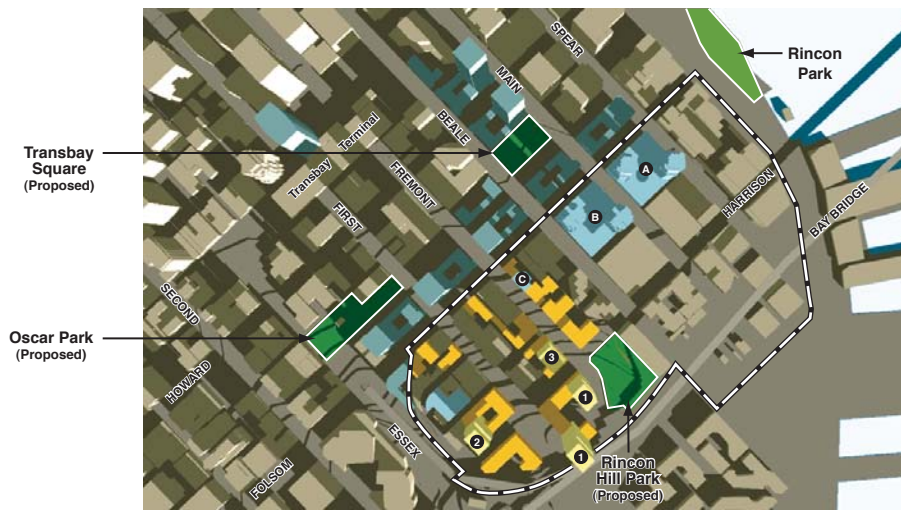 SPEAR
MAIN
Rincon
Park
BEALE
Transbay
Square
(Proposed)
Transbay Terminal
FREMONT
A
HARRISON
BAY BRIDGE
B
FIRST
C
SECOND
Oscar Park
(Proposed)
HOWARD
3
1
ESSEX
2
1
Rincon
Hill Park
(Proposed)
FOLSOM